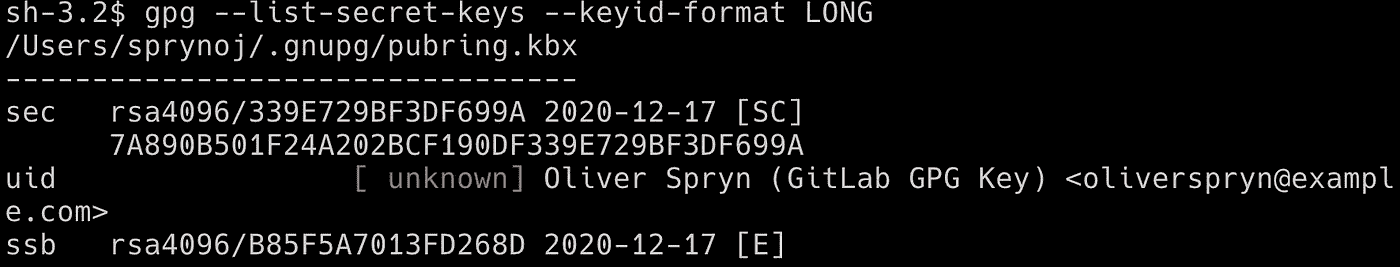 sh-3.2$ gpg --list-secret-keys --keyid-format LONG
/Users/sprynoj/.gnupg/pubring.kbx
---------------------------------
sec   rsa4096/339E729BF3DF699A 2020-12-17 [SC]
      7A890B501F24A202BCF190DF339E729BF3DF699A
uid                 [ unknown] Oliver Spryn (GitLab GPG Key) <oliverspryn@exampl
e.com>
ssb   rsa4096/B85F5A7013FD268D 2020-12-17 [E]